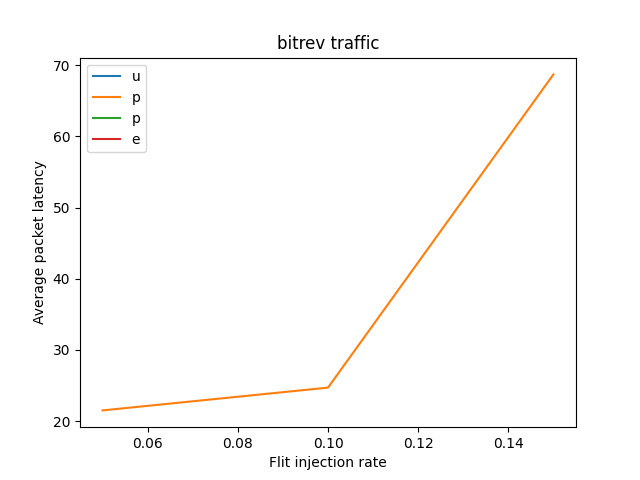 bitrev traffic
u
p
p
e
Average packet latency
70
60
50
40
30
20
0.06 0.08 0.10 0.12 0.14
Flit injection rate